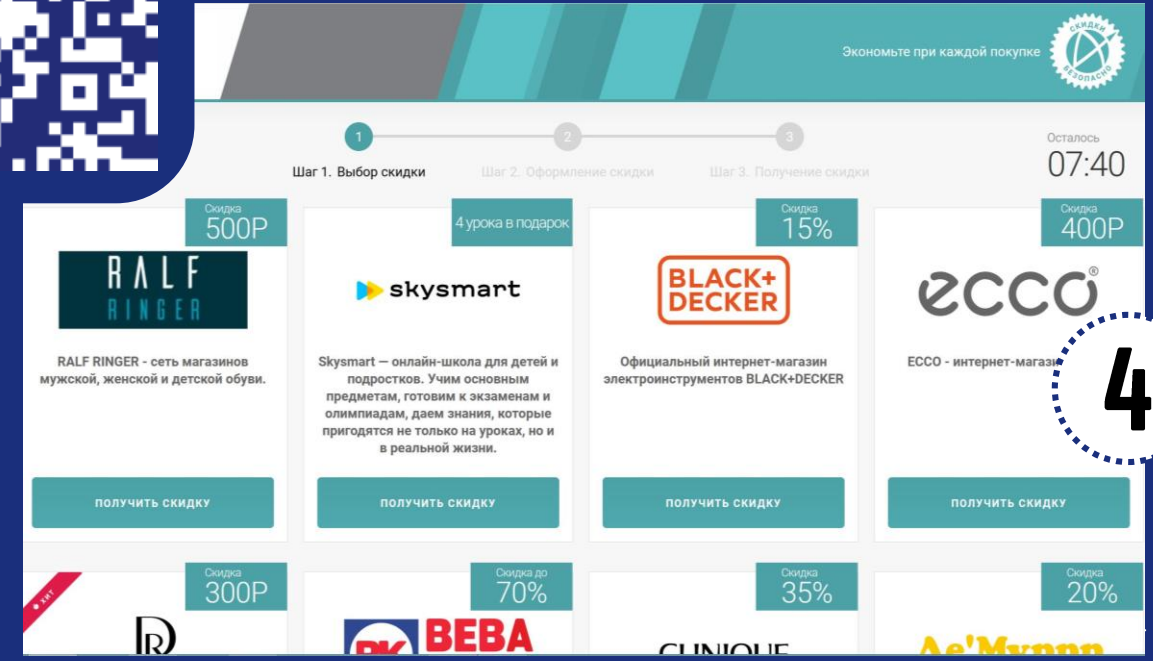 Экономьте при каждой покупке
СКИДКИ
БЕЗОПАСНО
1
2
3
Шаг 1. Выбор скидки
Шаг 2. Оформление скидки
Шаг 3. Получение скидки
Осталось
07:40
Скидка
500Р
RALF
RINGER
RALF RINGER - сеть магазинов
мужской, женской и детской обуви.
ПОЛУЧИТЬ СКИДКУ
4 урока в подарок
skysmart
Skysmart — онлайн-школа для детей и
подростков. Учим основным
предметам, готовим к экзаменам и
олимпиадам, даем знания, которые
пригодятся не только на уроках, но и
в реальной жизни.
ПОЛУЧИТЬ СКИДКУ
Скидка
15%
BLACK+
DECKER
Официальный интернет-магазин
электроинструментов BLACK+DECKER
ПОЛУЧИТЬ СКИДКУ
Скидка
400Р
ecco®
ECCO - интернет-магази
4
ПОЛУЧИТЬ СКИДКУ
ХИТ
Скидка
300Р
R
Скидка до
70%
BEBA
Скидка
35%
CLINIQUE
Скидка
20%
Ле'Муррр